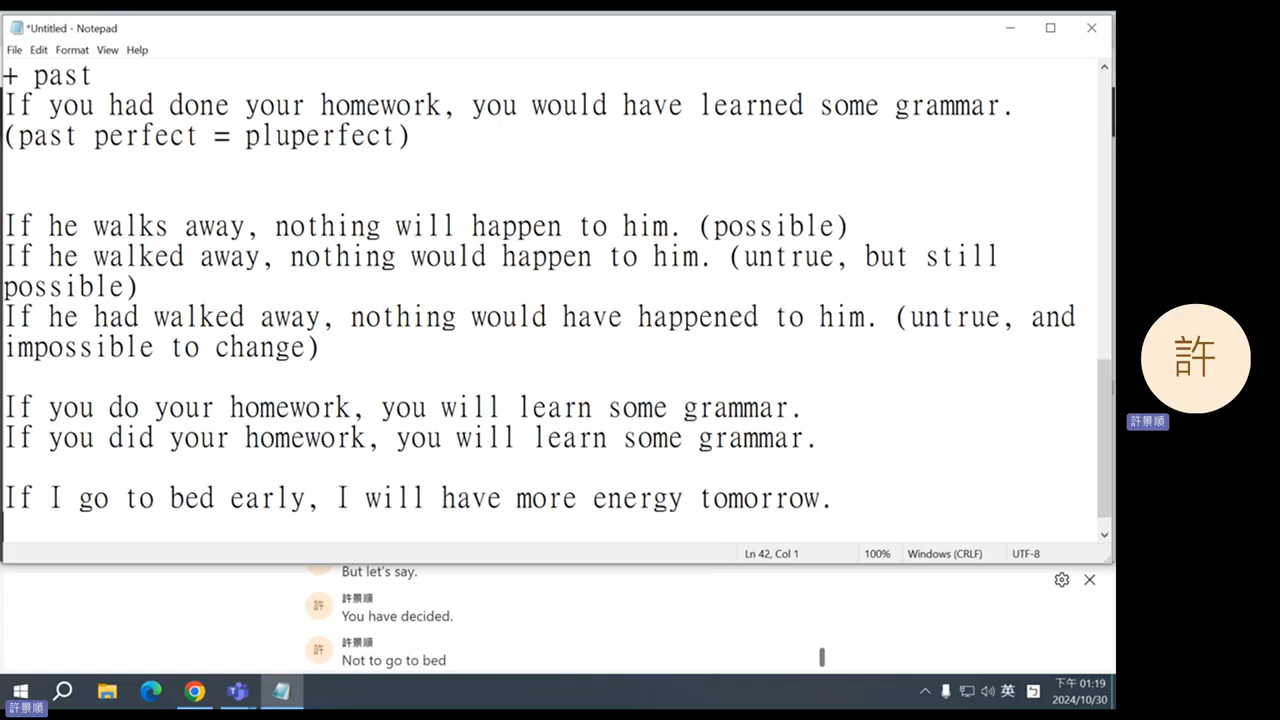 *Untitled - Notepad
File Edit Format View Help
+ past
If you had done your homework, you would have learned some grammar.
(past perfect = pluperfect)
If he walks away, nothing will happen to him. (possible)
If he walked away, nothing would happen to him. (untrue, but still
possible)
If he had walked away, nothing would have happened to him. (untrue, and
impossible to change)
If you do your homework, you will learn some grammar.
If you did your homework, you will learn some grammar.
If I go to bed early, I will have more energy tomorrow.
Ln 42, Col 1 100% Windows (CRLF) UTF-8
But let's say.
許 許景順
You have decided.
許 許景順
Not to go to bed
許
許景順
英
下午 01:19
2024/10/30
許景順